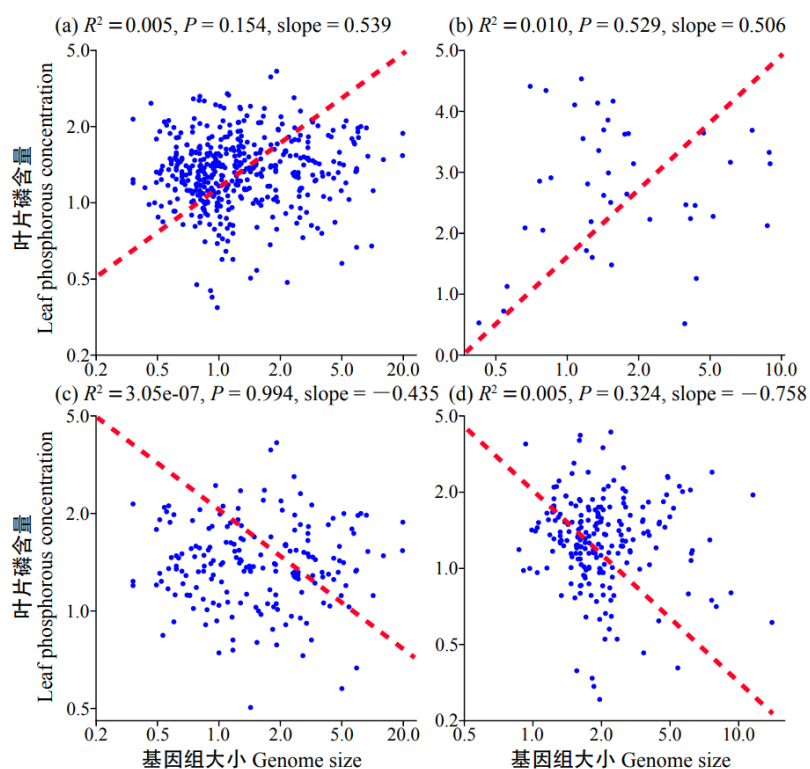 (a) R² = 0.005, P = 0.154, slope = 0.539
5.0
2.0
1.0
0.5
0.2
0.2 0.5 1.0 2.0 5.0 20.0
叶片磷含量
Leaf phosphorous concentration
(b) R² = 0.010, P = 0.529, slope = 0.506
5.0
4.0
3.0
2.0
1.0
0.0
0.5 1.0 2.0 5.0 10.0
(c) R² = 3.05e-07, P = 0.994, slope = −0.435
5.0
2.0
1.0
0.5
0.2 0.5 1.0 2.0 5.0 20.0
叶片磷含量
Leaf phosphorous concentration
基因组大小 Genome size
(d) R² = 0.005, P = 0.324, slope = −0.758
5.0
2.0
1.0
0.5
0.2
0.5 1.0 2.0 5.0 10.0
基因组大小 Genome size